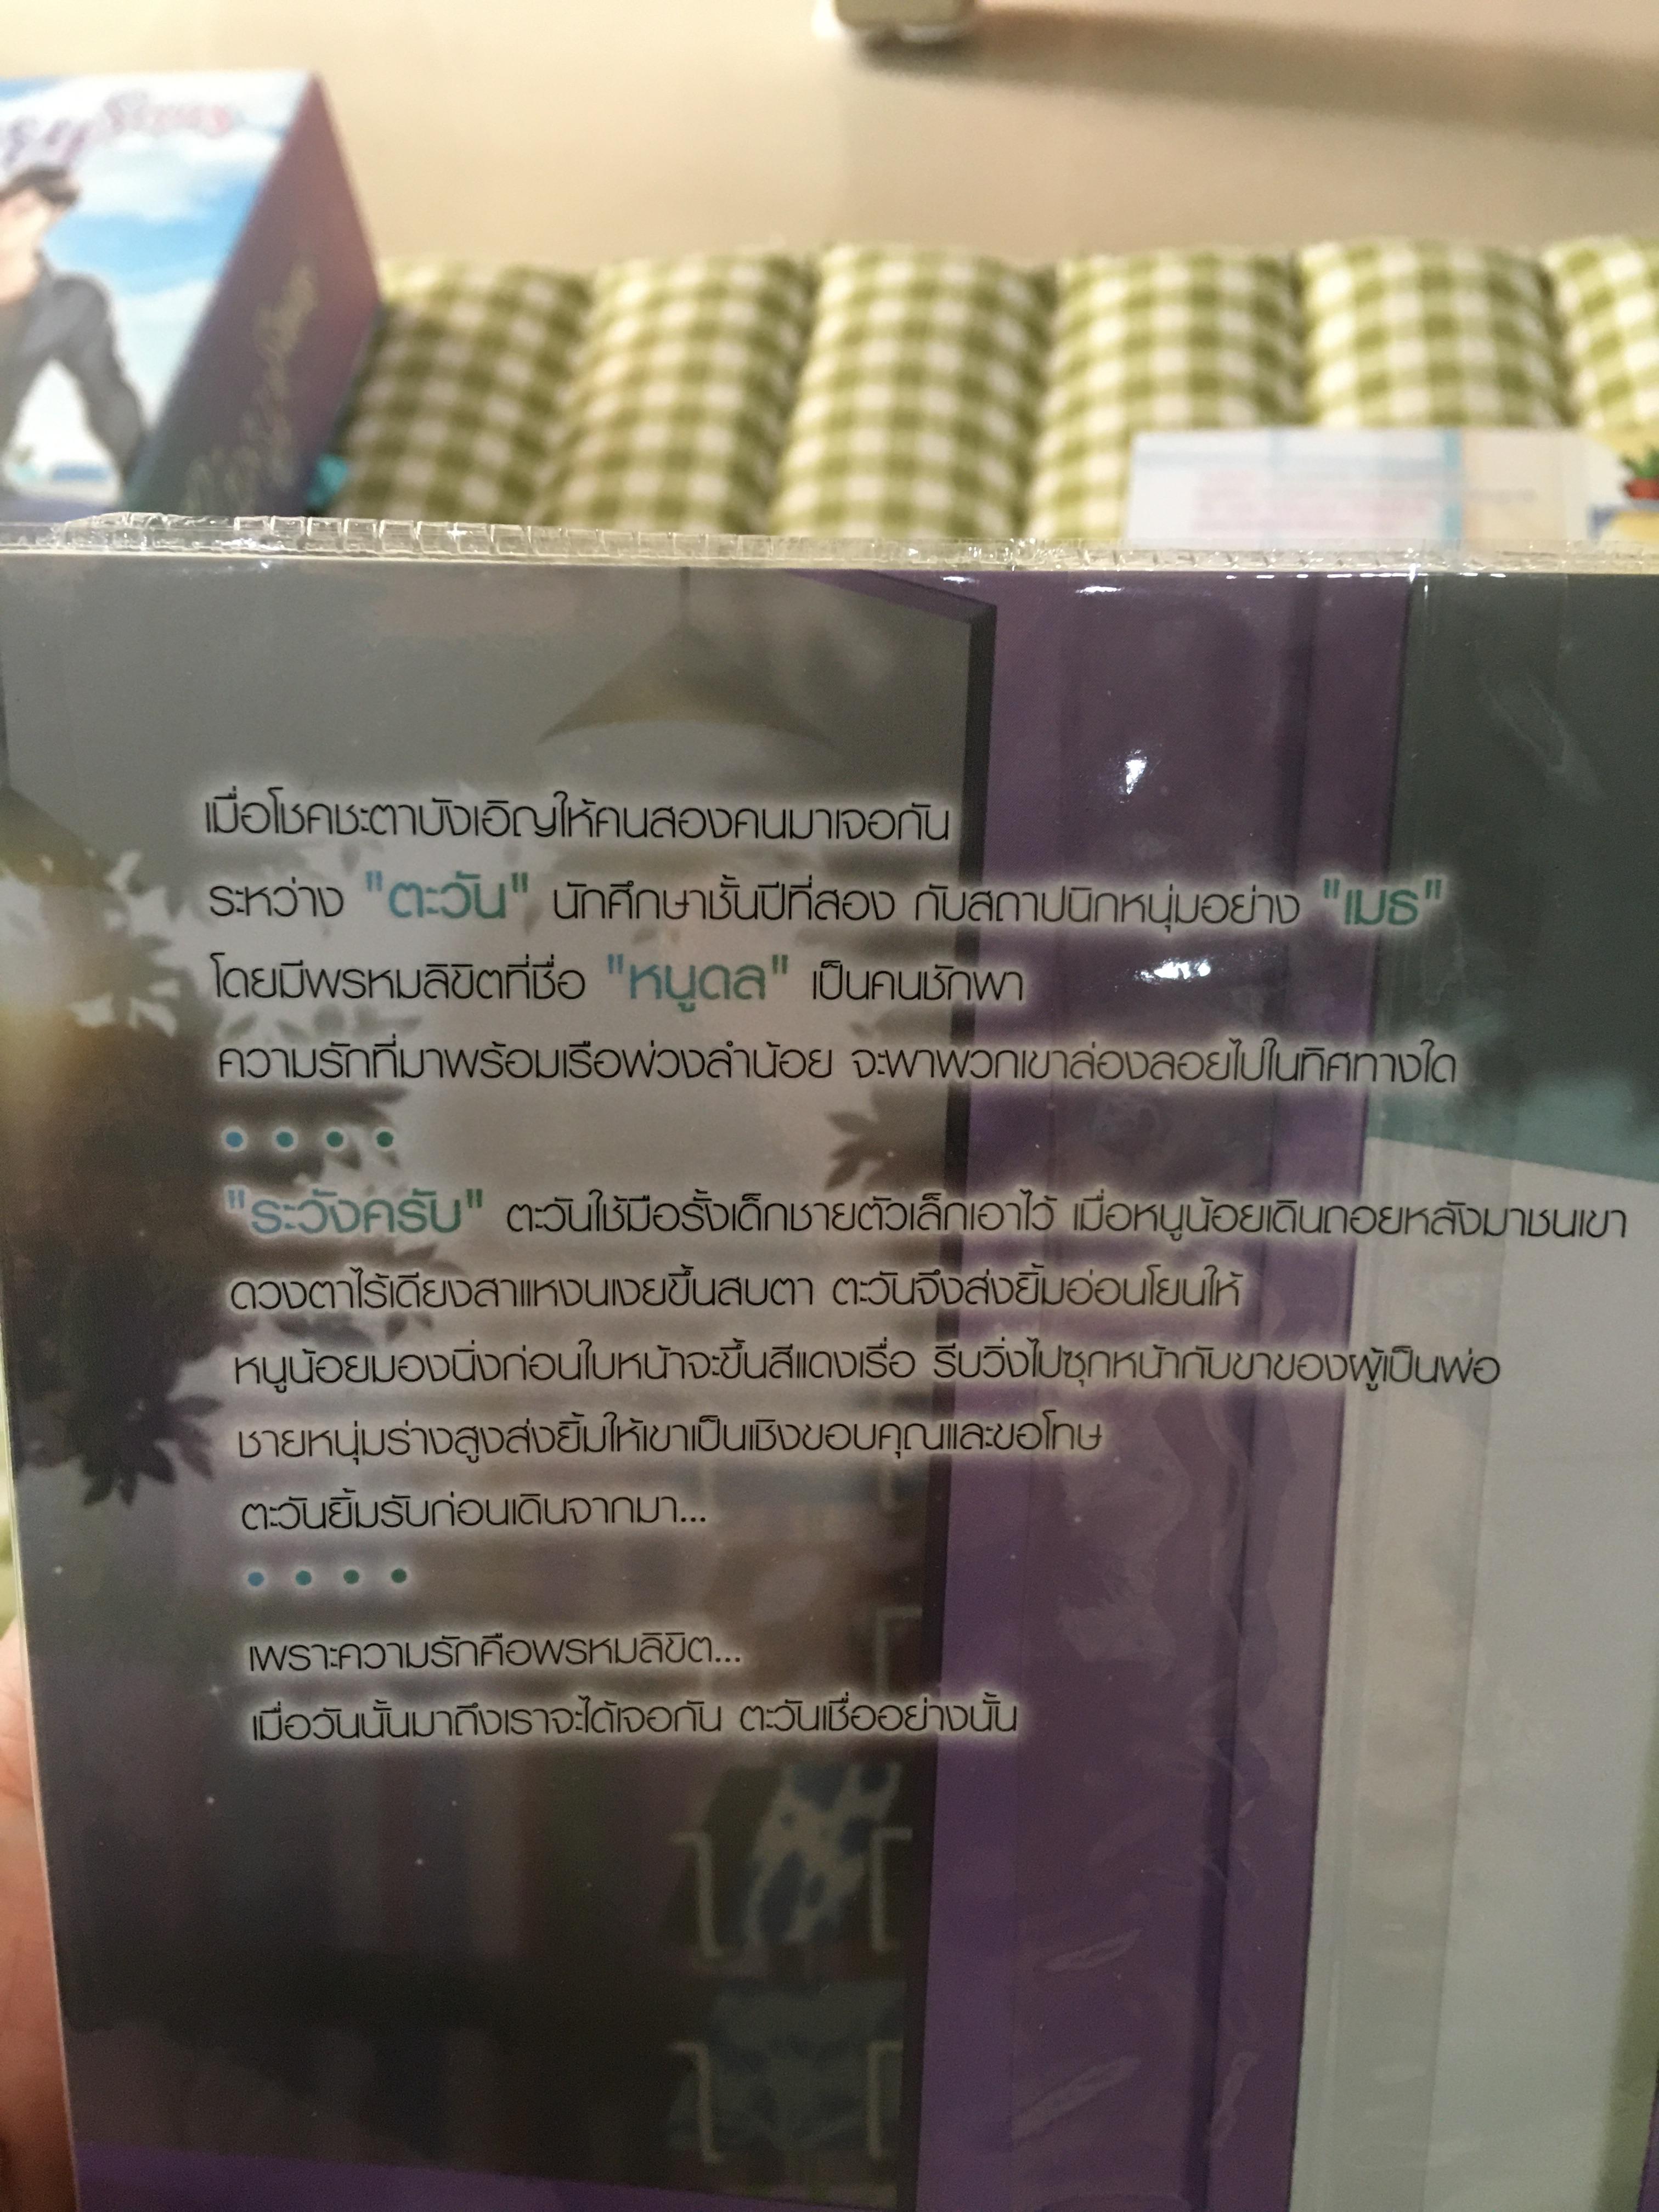 เมื่อโชคชะตาบังเอิญให้คนสองคนมาเจอกัน
ระหว่าง "ตะวัน" นักศึกษาชั้นปีที่สอง กับสถาปนิกหนุ่มอย่าง "เมธ"
โดยมีพรหมลิขิตที่ชื่อ "หนูดล" เป็นคนชักพา
ความรักที่มาพร้อมเรือพ่วงลำน้อย จะพาพวกเขาล่องลอยไปในทิศทางใด
"ระวังครับ" ตะวันใช้มือรั้งเด็กชายตัวเล็กเอาไว้ เมื่อหนูน้อยเดินถอยหลังมาชนเขา
ดวงตาไร้เดียงสาแหงนเงยขึ้นสบตา ตะวันจึงส่งยิ้มอ่อนโยนให้
หนูน้อยมองนิ่งก่อนใบหน้าจะขึ้นสีแดงเรื่อ รีบวิ่งไปซุกหน้ากับขาของผู้เป็นพ่อ
ชายหนุ่มร่างสูงส่งยิ้มให้เขาเป็นเชิงขอบคุณและขอโทษ
ตะวันยิ้มรับก่อนเดินจากมา...
เพราะความรักคือพรหมลิขิต...
เมื่อวันนั้นมาถึงเราจะได้เจอกัน ตะวันเชื่ออย่างนั้น